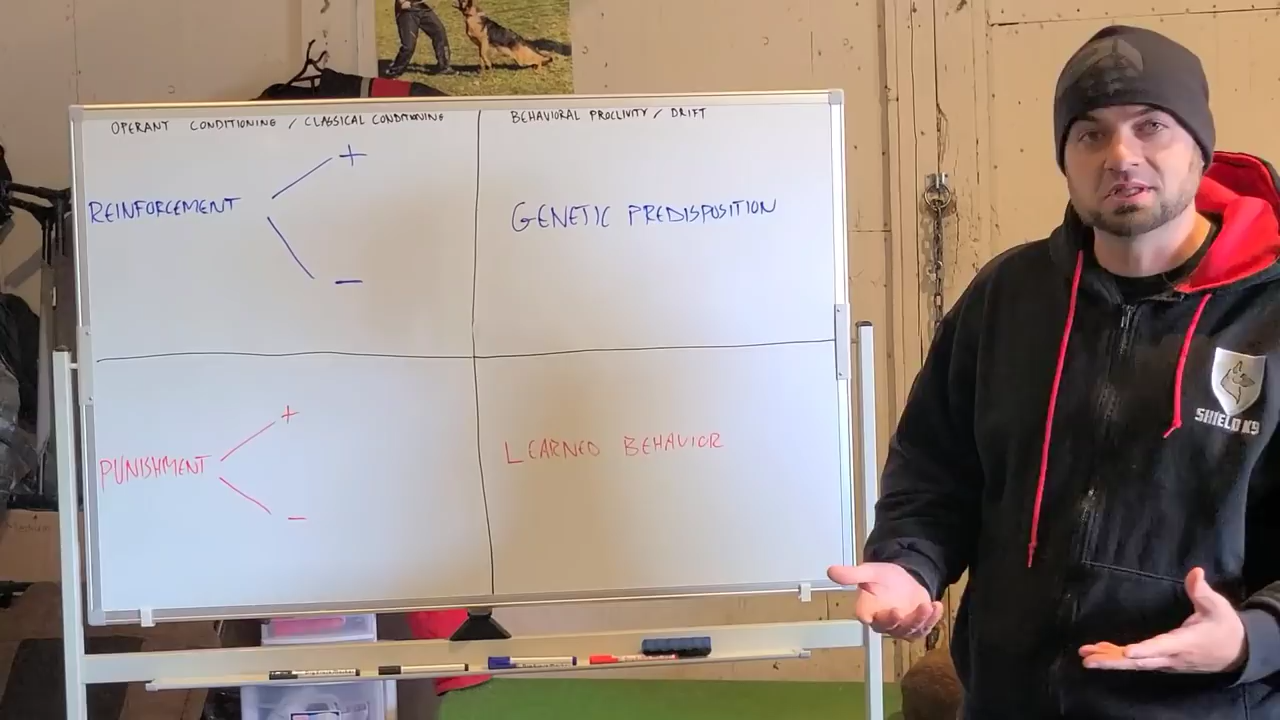 OPERANT CONDITIONING / CLASSICAL CONDITIONING
BEHAVIORAL PROCLIVITY / DRIFT
REINFORCEMENT
+
−
GENETIC PREDISPOSITION
PUNISHMENT
+
−
LEARNED BEHAVIOR
SHIELD K9